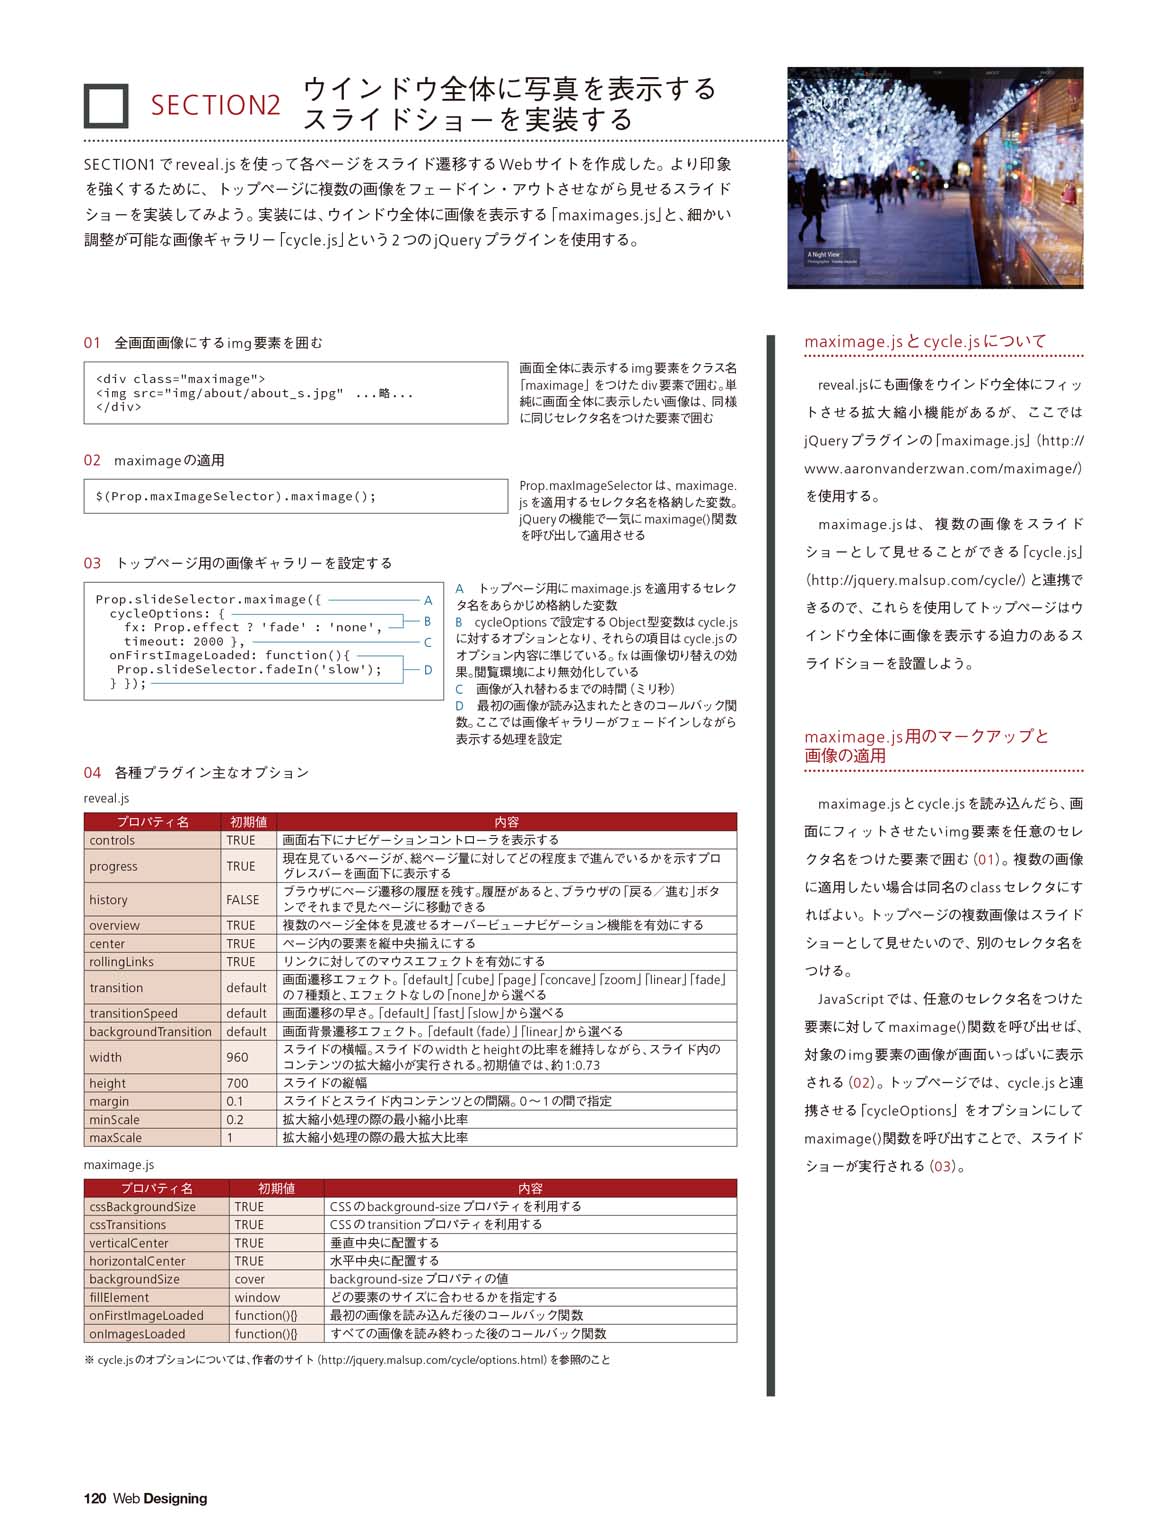 SECTION2
ウインドウ全体に写真を表示する
スライドショーを実装する
SECTION1でreveal.jsを使って各ページをスライド遷移するWebサイトを作成した。より印象
を強くするために、トップページに複数の画像をフェードイン・アウトさせながら見せるスライド
ショーを実装してみよう。実装には、ウインドウ全体に画像を表示する「maximages.js」と、細かい
調整が可能な画像ギャラリー「cycle.js」という2つのjQueryプラグインを使用する。
TOP
ABOUT
A Night View
01 全画面画像にするimg要素を囲む
<div class="maximage">
<img src="img/about/about_s.jpg" ...略...
</div>
画面全体に表示するimg要素をクラス名
「maximage」をつけたdiv要素で囲む。単
純に画面全体に表示したい画像は、同様
に同じセレクタ名をつけた要素で囲む
02 maximageの適用
$(Prop.maxImageSelector).maximage();
Prop.maxImageSelectorは、maximage.
jsを適用するセレクタ名を格納した変数。
jQueryの機能で一気にmaximage()関数
を呼び出して適用させる
03 トップページ用の画像ギャラリーを設定する
Prop.slideSelector.maximage({ A
cycleOptions: {
fx: Prop.effect ? 'fade' : 'none', B
timeout: 2000 }, C
onFirstImageLoaded: function(){
Prop.slideSelector.fadeIn('slow'); D
} });
A トップページ用にmaximage.jsを適用するセレク
タ名をあらかじめ格納した変数
B cycleOptionsで設定するObject型変数はcycle.js
に対するオプションとなり、それらの項目はcycle.jsの
オプション内容に準じている。fxは画像切り替えの効
果。閲覧環境により無効化している
C 画像が入れ替わるまでの時間（ミリ秒）
D 最初の画像が読み込まれたときのコールバック関
数。ここでは画像ギャラリーがフェードインしながら
表示する処理を設定
04 各種プラグイン主なオプション
reveal.js
プロパティ名 初期値 内容
controls TRUE 画面右下にナビゲーションコントローラを表示する
progress TRUE 現在見ているページが、総ページ量に対してどの程度まで進んでいるかを示すプロ
グレスバーを画面下に表示する
history FALSE ブラウザにページ遷移の履歴を残す。履歴があると、ブラウザの「戻る／進む」ボタ
ンでそれまで見たページに移動できる
overview TRUE 複数のページ全体を見渡せるオーバービューナビゲーション機能を有効にする
center TRUE ページ内の要素を縦中央揃えにする
rollingLinks TRUE リンクに対してのマウスエフェクトを有効にする
transition default 画面遷移エフェクト。「default」「cube」「page」「concave」「zoom」「linear」「fade」
の7種類と、エフェクトなしの「none」から選べる
transitionSpeed default 画面遷移の早さ。「default」「fast」「slow」から選べる
backgroundTransition default 画面背景遷移エフェクト。「default（fade）」「linear」から選べる
width 960 スライドの横幅。スライドのwidthとheightの比率を維持しながら、スライド内の
コンテンツの拡大縮小が実行される。初期値では、約1:0.73
height 700 スライドの縦幅
margin 0.1 スライドとスライド内コンテンツとの間隔。0～1の間で指定
minScale 0.2 拡大縮小処理の際の最小縮小比率
maxScale 1 拡大縮小処理の際の最大拡大比率
maximage.js
プロパティ名 初期値 内容
cssBackgroundSize TRUE CSSのbackground-sizeプロパティを利用する
cssTransitions TRUE CSSのtransitionプロパティを利用する
verticalCenter TRUE 垂直中央に配置する
horizontalCenter TRUE 水平中央に配置する
backgroundSize cover background-sizeプロパティの値
fillElement window どの要素のサイズに合わせるかを指定する
onFirstImageLoaded function(){} 最初の画像を読み込んだ後のコールバック関数
onImagesLoaded function(){} すべての画像を読み終わった後のコールバック関数
※ cycle.jsのオプションについては、作者のサイト（http://jquery.malsup.com/cycle/options.html）を参照のこと
maximage.jsとcycle.jsについて
reveal.jsにも画像をウインドウ全体にフィッ
トさせる拡大縮小機能があるが、ここでは
jQueryプラグインの「maximage.js」（http://
www.aaronvanderzwan.com/maximage/）
を使用する。
maximage.jsは、複数の画像をスライド
ショーとして見せることができる「cycle.js」
（http://jquery.malsup.com/cycle/）と連携で
きるので、これらを使用してトップページはウ
インドウ全体に画像を表示する迫力のあるス
ライドショーを設置しよう。
maximage.js用のマークアップと
画像の適用
maximage.jsとcycle.jsを読み込んだら、画
面にフィットさせたいimg要素を任意のセレ
クタ名をつけた要素で囲む（01）。複数の画像
に適用したい場合は同名のclassセレクタにす
ればよい。トップページの複数画像はスライド
ショーとして見せたいので、別のセレクタ名を
つける。
JavaScriptでは、任意のセレクタ名をつけた
要素に対してmaximage()関数を呼び出せば、
対象のimg要素の画像が画面いっぱいに表示
される（02）。トップページでは、cycle.jsと連
携させる「cycleOptions」をオプションにして
maximage()関数を呼び出すことで、スライド
ショーが実行される（03）。
120 Web Designing